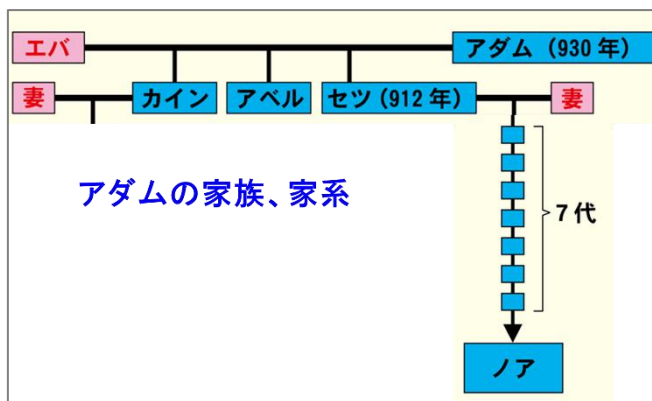 エバ
アダム (930 年)
妻
カイン
アベル
セツ (912 年)
妻
アダムの家族、家系
7 代
ノア